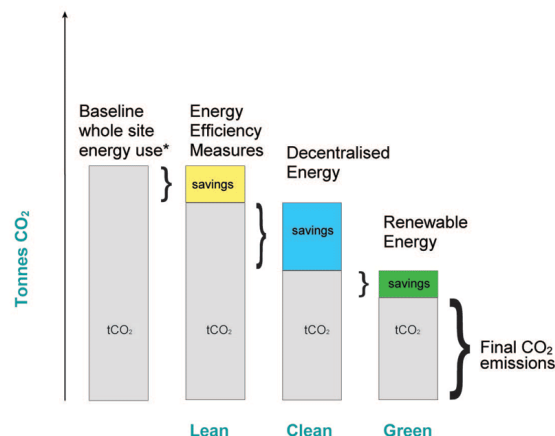 Baseline
whole site
energy use*
Energy
Efficiency
Measures
Decentralised
Energy
Renewable
Energy
savings
savings
savings
tCO₂
tCO₂
tCO₂
tCO₂
Final CO₂
emissions
Tonnes CO₂
Lean
Clean
Green